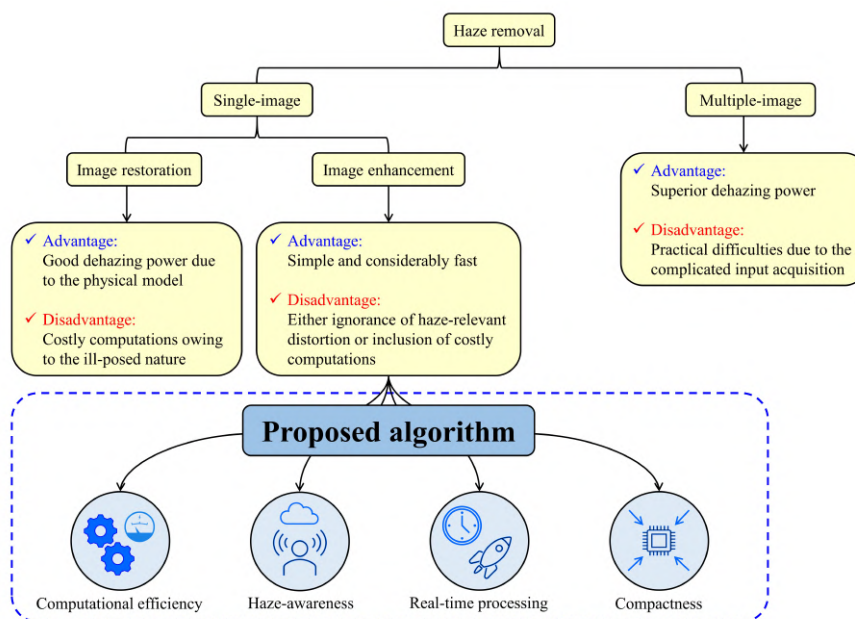 Haze removal
Single-image
Multiple-image
Image restoration
Image enhancement
✓ Advantage:
Good dehazing power due
to the physical model
✓ Disadvantage:
Costly computations owing
to the ill-posed nature
✓ Advantage:
Simple and considerably fast
✓ Disadvantage:
Either ignorance of haze-relevant
distortion or inclusion of costly
computations
✓ Advantage:
Superior dehazing power
✓ Disadvantage:
Practical difficulties due to the
complicated input acquisition
Proposed algorithm
Computational efficiency
Haze-awareness
Real-time processing
Compactness